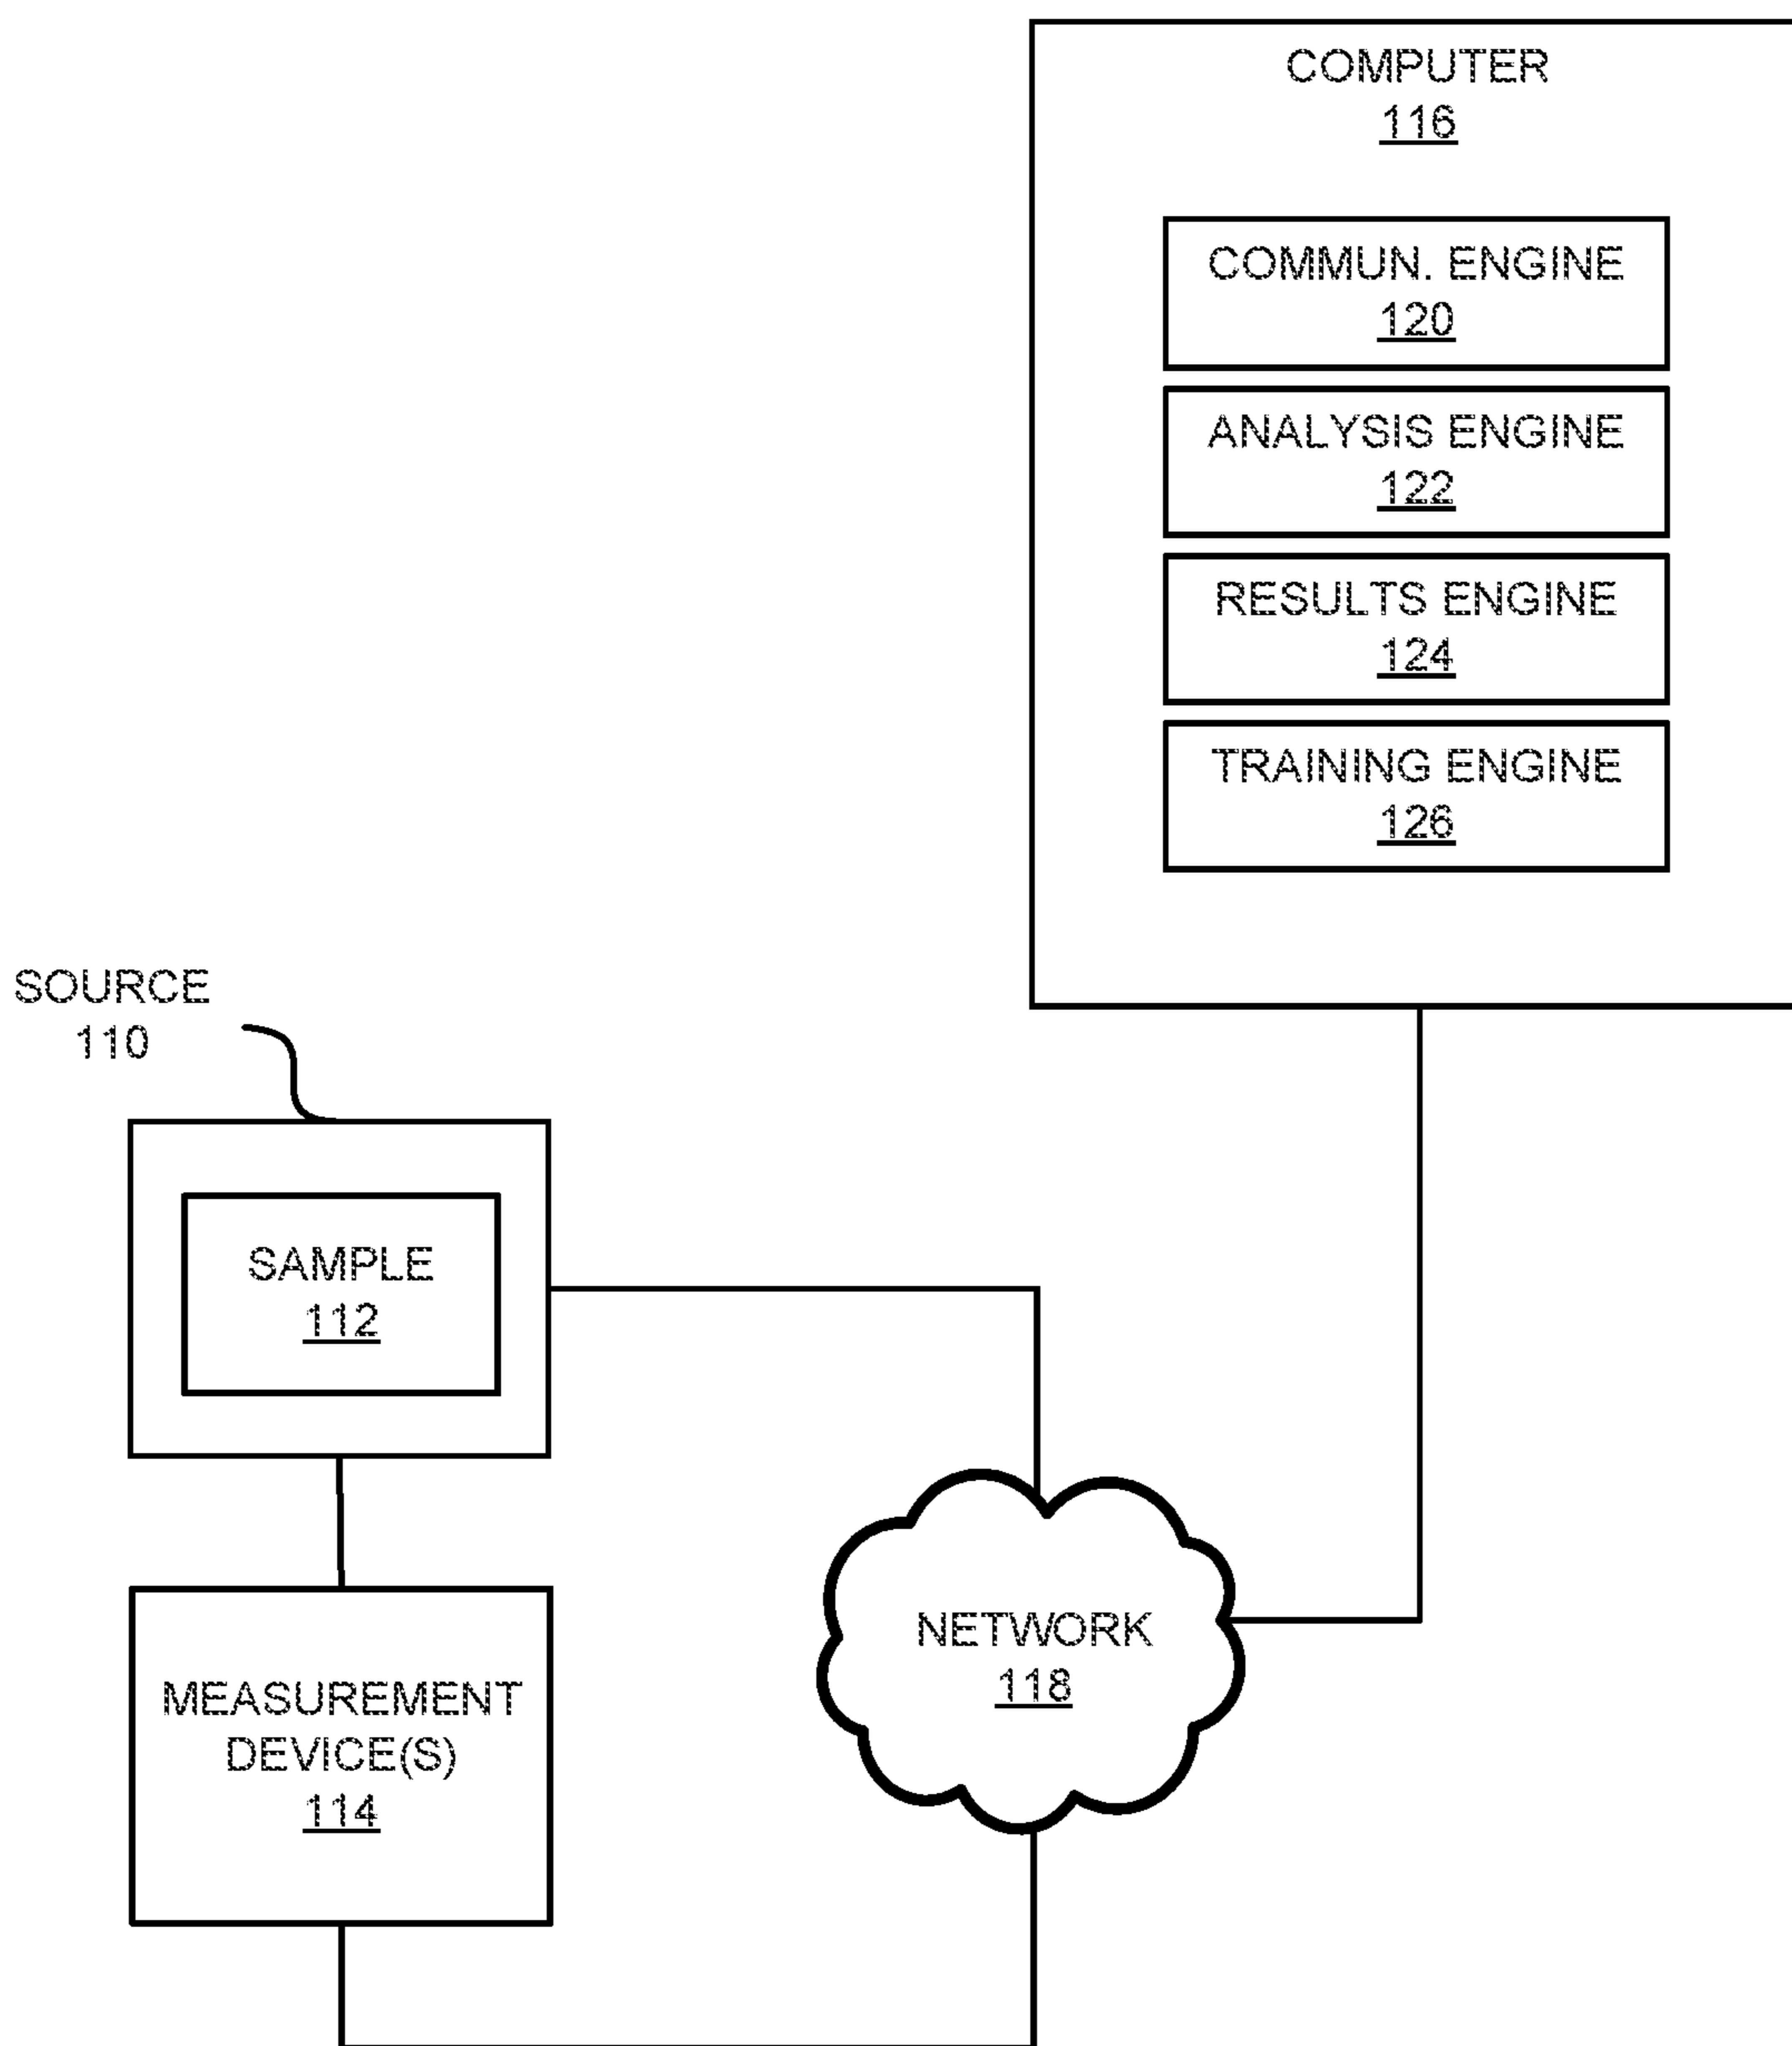 COMPUTER
116
COMMUN. ENGINE
120
ANALYSIS ENGINE
122
RESULTS ENGINE
124
TRAINING ENGINE
126
SOURCE
110
SAMPLE
112
NETWORK
118
MEASUREMENT
DEVICE(S)
114